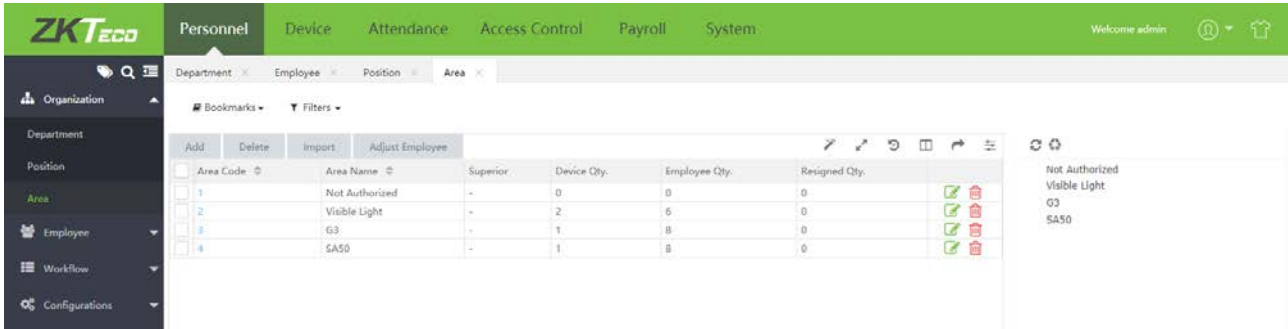 ZKTeco Personnel Device Attendance Access Control Payroll System Welcome admin
Department Employee Position Area
Organization
Bookmarks Filters
Department
Add Delete Import Adjust Employee
Area Code Area Name Superior Device Qty. Employee Qty. Resigned Qty.
Position
1 Not Authorized - 0 0 0
2 Visible Light - 2 6 0
3 G3 - 1 8 0
4 SA50 - 1 8 0
Area
Employee
Workflow
Configurations
Not Authorized
Visible Light
G3
SA50